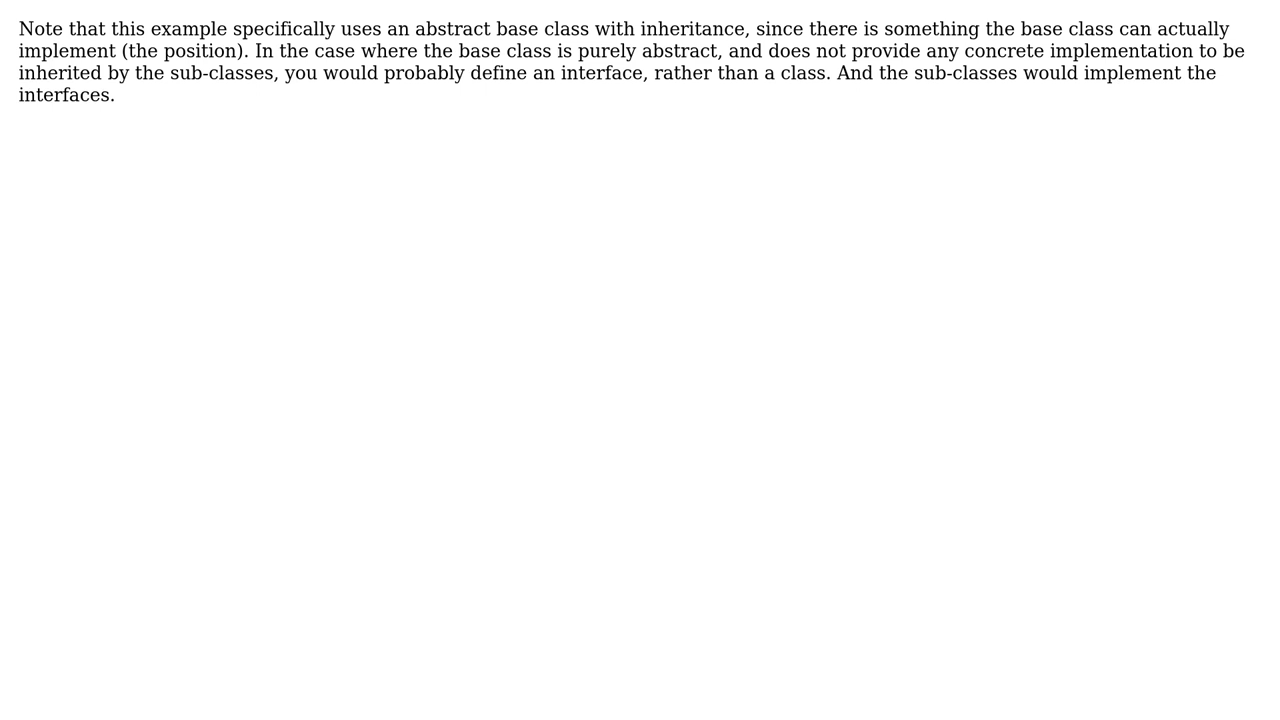 Note that this example specifically uses an abstract base class with inheritance, since there is something the base class can actually
implement (the position). In the case where the base class is purely abstract, and does not provide any concrete implementation to be
inherited by the sub-classes, you would probably define an interface, rather than a class. And the sub-classes would implement the
interfaces.